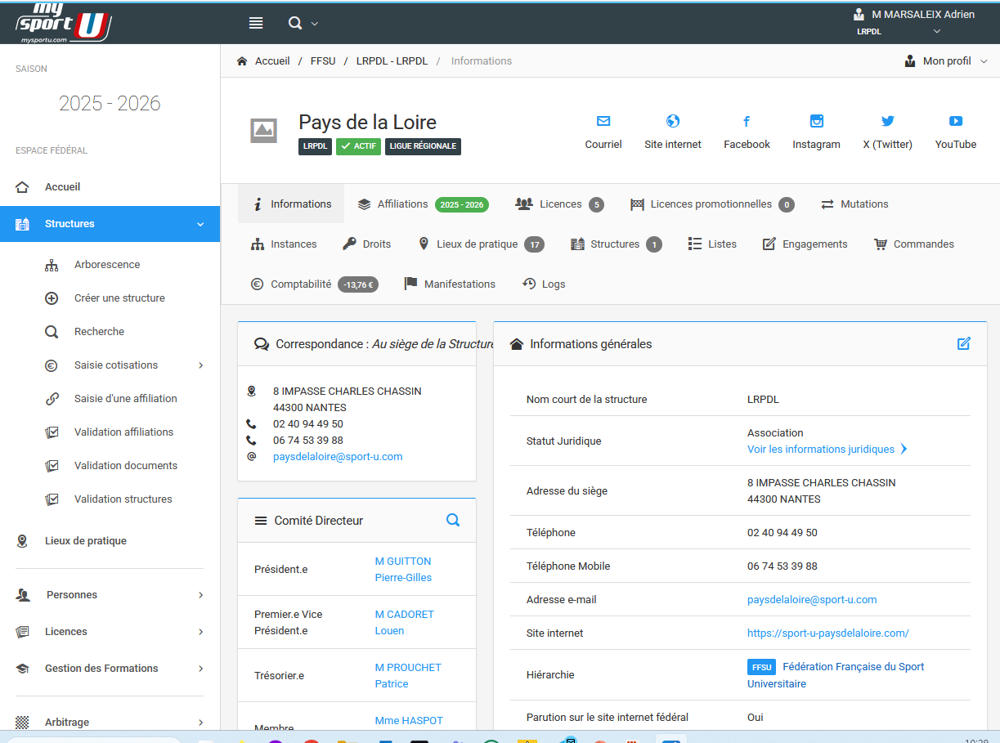 my
sport U
mysportu.com
M MARSALEIX Adrien
LRPDL
SAISON
2025 - 2026
ESPACE FÉDÉRAL
Accueil
Structures
Arborescence
Créer une structure
Recherche
Saisie cotisations
Saisie d'une affiliation
Validation affiliations
Validation documents
Validation structures
Lieux de pratique
Personnes
Licences
Gestion des Formations
Arbitrage
Accueil / FFSU / LRPDL - LRPDL / Informations
Mon profil
Pays de la Loire
LRPDL ACTIF LIGUE RÉGIONALE
Courriel Site internet Facebook Instagram X (Twitter) YouTube
Informations Affiliations 2025 - 2026 Licences 5 Licences promotionnelles 0 Mutations
Instances Droits Lieux de pratique 17 Structures 1 Listes Engagements Commandes
Comptabilité -13,76 € Manifestations Logs
Correspondance : Au siège de la Structure
8 IMPASSE CHARLES CHASSIN
44300 NANTES
02 40 94 49 50
06 74 53 39 88
paysdelaloire@sport-u.com
Comité Directeur
Président.e
M GUITTON
Pierre-Gilles
Premier.e Vice
Président.e
M CADORET
Louen
Trésorier.e
M PROUCHET
Patrice
Membre
Mme HASPOT
Informations générales
Nom court de la structure LRPDL
Statut Juridique
Association
Voir les informations juridiques
Adresse du siège
8 IMPASSE CHARLES CHASSIN
44300 NANTES
Téléphone 02 40 94 49 50
Téléphone Mobile 06 74 53 39 88
Adresse e-mail paysdelaloire@sport-u.com
Site internet https://sport-u-paysdelaloire.com/
Hiérarchie
FFSU Fédération Française du Sport
Universitaire
Parution sur le site internet fédéral Oui